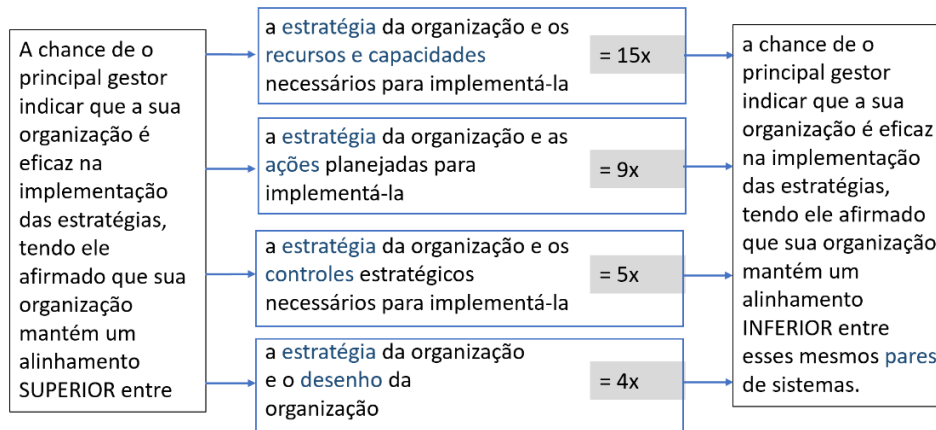 A chance de o
principal gestor
indicar que a sua
organização é
eficaz na
implementação
das estratégias,
tendo ele
afirmado que sua
organização
mantém um
alinhamento
SUPERIOR entre
a estratégia da organização e os
recursos e capacidades
necessários para implementá-la
= 15x
a estratégia da organização e as
ações planejadas para
implementá-la
= 9x
a estratégia da organização e os
controles estratégicos
necessários para implementá-la
= 5x
a estratégia da organização
e o desenho da
organização
= 4x
a chance de o
principal gestor
indicar que a sua
organização é eficaz
na implementação
das estratégias,
tendo ele afirmado
que sua organização
mantém um
alinhamento
INFERIOR entre
esses mesmos pares
de sistemas.